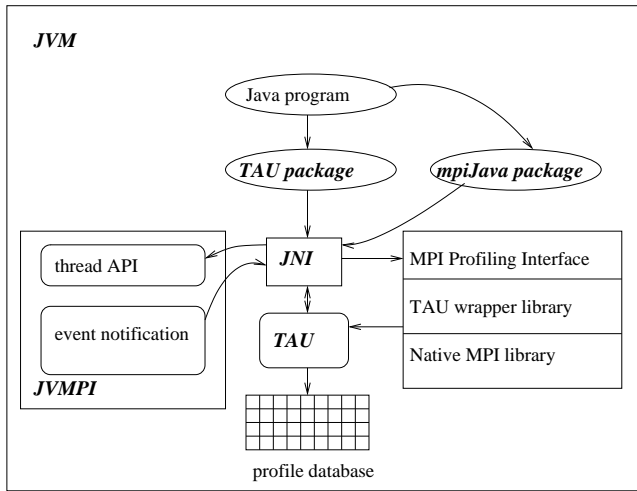 JVM
Java program
TAU package
mpiJava package
thread API
JNI
MPI Profiling Interface
event notification
TAU
TAU wrapper library
Native MPI library
JVMPI
profile database